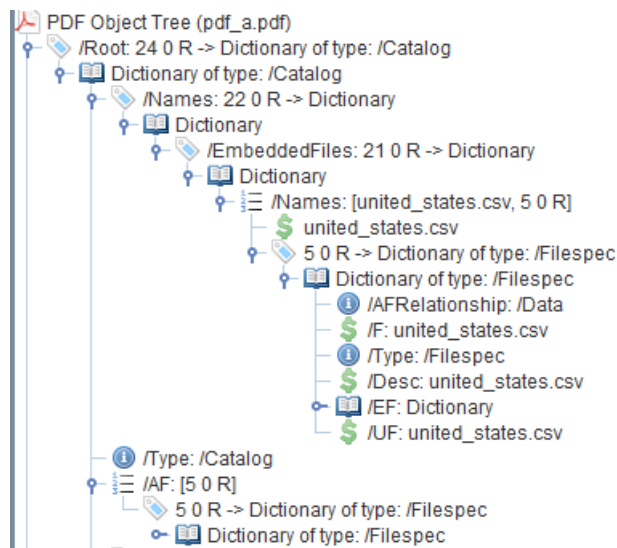 PDF Object Tree (pdf_a.pdf)
/Root: 24 0 R -> Dictionary of type: /Catalog
Dictionary of type: /Catalog
/Names: 22 0 R -> Dictionary
Dictionary
/EmbeddedFiles: 21 0 R -> Dictionary
Dictionary
/Names: [united_states.csv, 5 0 R]
united_states.csv
5 0 R -> Dictionary of type: /Filespec
Dictionary of type: /Filespec
/AFRelationship: /Data
/F: united_states.csv
/Type: /Filespec
/Desc: united_states.csv
/EF: Dictionary
/UF: united_states.csv
/Type: /Catalog
/AF: [5 0 R]
5 0 R -> Dictionary of type: /Filespec
Dictionary of type: /Filespec